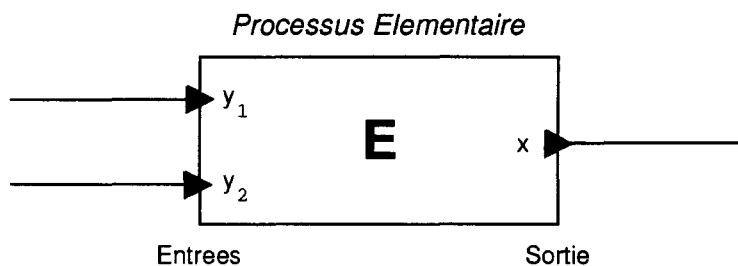 Processus Elementaire
y1
E
x
y2
Entrees Sortie